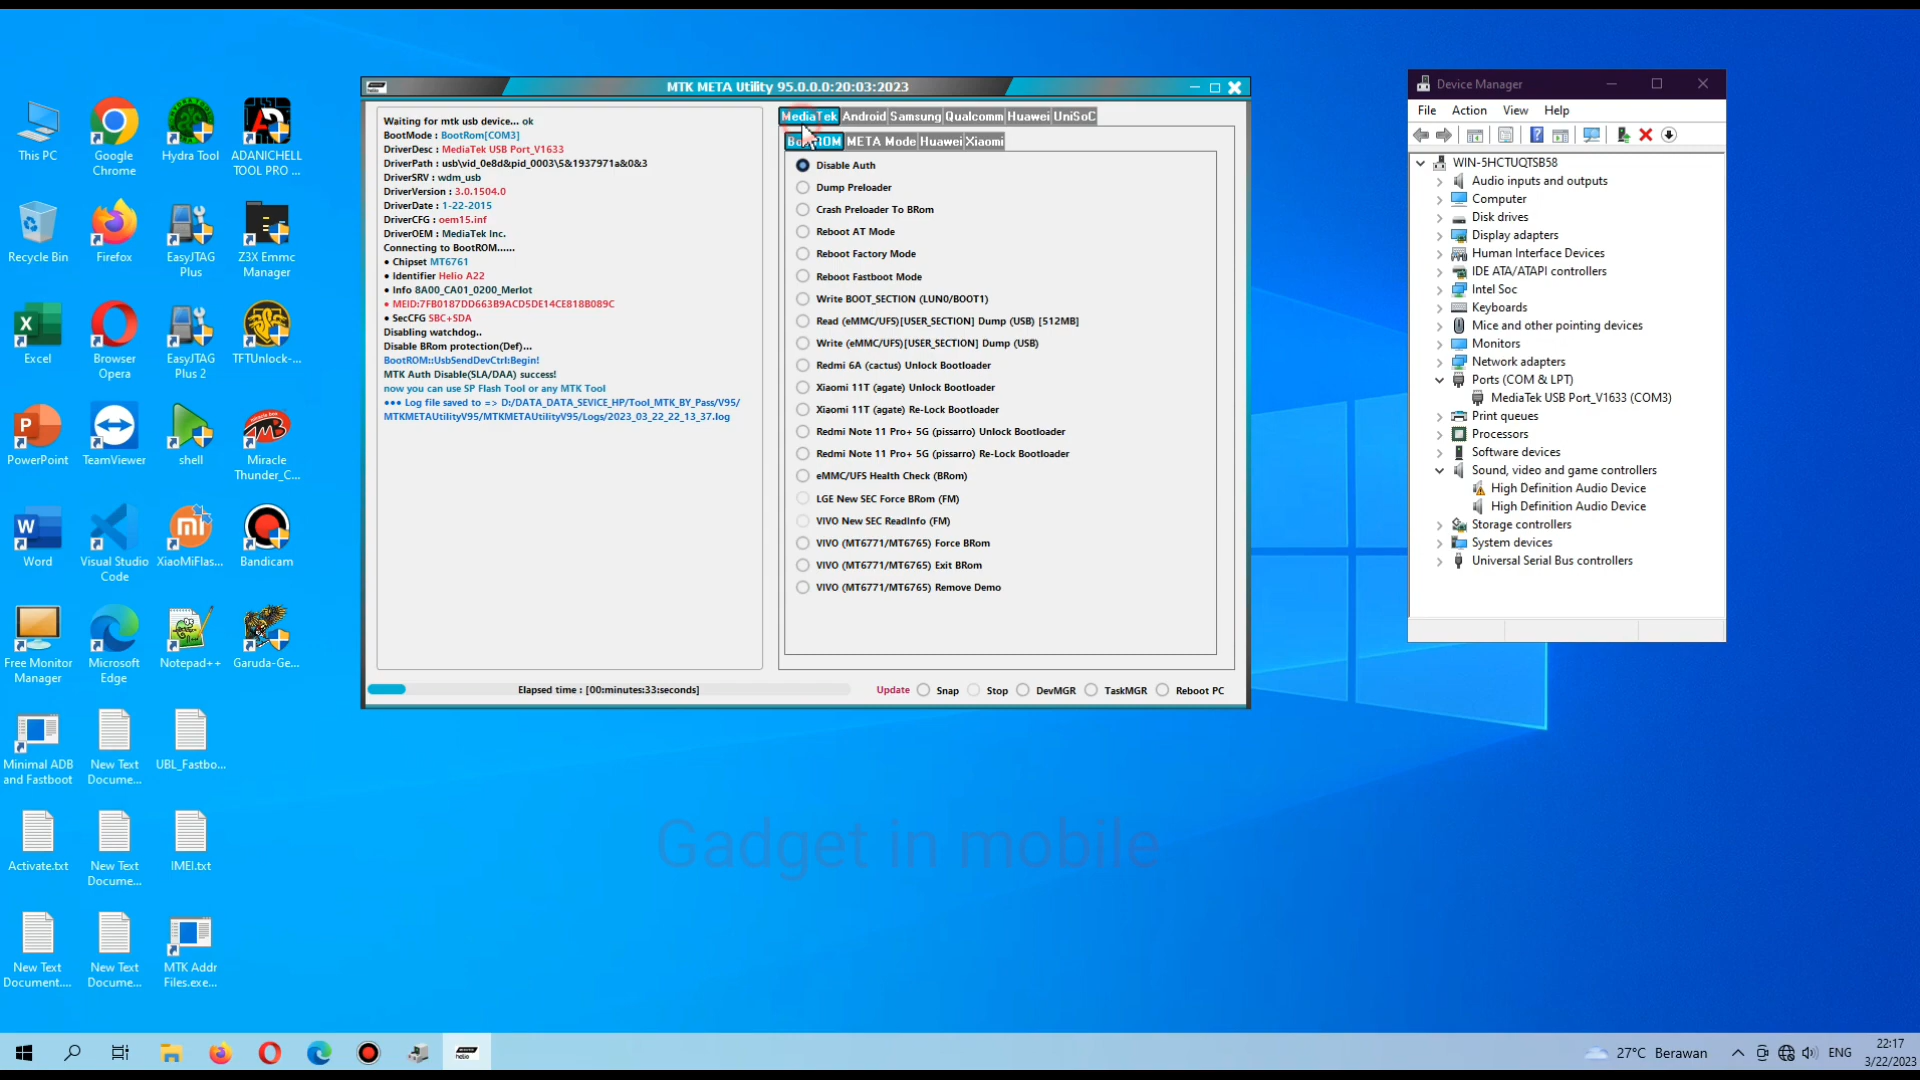 This PC
Google
Chrome
Hydra Tool
ADANICHELL
TOOL PRO ...
Recycle Bin
Firefox
EasyJTAG
Plus
Z3X Emmc
Manager
Excel
Browser
Opera
EasyJTAG
Plus 2
TFTUnlock-...
PowerPoint
TeamViewer
shell
Miracle
Thunder_C...
Word
Visual Studio
Code
XiaoMiFlas...
Bandicam
Free Monitor
Manager
Microsoft
Edge
Notepad++
Garuda-Ge...
Minimal ADB
and Fastboot
New Text
Docume...
UBL_Fastbo...
Activate.txt
New Text
Docume...
IMEI.txt
New Text
Document....
New Text
Docume...
MTK Addr
Files.exe...
MTK META Utility 95.0.0.0:20:03:2023
Waiting for mtk usb device... ok
BootMode : BootRom[COM3]
DriverDesc : MediaTek USB Port_V1633
DriverPath : usb\vid_0e8d&pid_0003\5&1937971a&0&3
DriverSRV : wdm_usb
DriverVersion : 3.0.1504.0
DriverDate : 1-22-2015
DriverCFG : oem15.inf
DriverOEM : MediaTek Inc.
Connecting to BootROM......
• Chipset MT6761
• Identifier Helio A22
• Info 8A00_CA01_0200_Merlot
• MEID:7FB0187DD663B9ACD5DE14CE818B089C
• SecCFG SBC+SDA
Disabling watchdog..
Disable BRom protection(Def)...
BootROM::UsbSendDevCtrl:Begin!
MTK Auth Disable(SLA/DAA) success!
now you can use SP Flash Tool or any MTK Tool
••• Log file saved to => D:/DATA_DATA_SEVICE_HP/Tool_MTK_BY_Pass/V95/
MTKMETAUtilityV95/MTKMETAUtilityV95/Logs/2023_03_22_22_13_37.log
MediaTek Android Samsung Qualcomm Huawei UniSoC
BootROM META Mode Huawei Xiaomi
Disable Auth
Dump Preloader
Crash Preloader To BRom
Reboot AT Mode
Reboot Factory Mode
Reboot Fastboot Mode
Write BOOT_SECTION (LUN0/BOOT1)
Read (eMMC/UFS)[USER_SECTION] Dump (USB) [512MB]
Write (eMMC/UFS)[USER_SECTION] Dump (USB)
Redmi 6A (cactus) Unlock Bootloader
Xiaomi 11T (agate) Unlock Bootloader
Xiaomi 11T (agate) Re-Lock Bootloader
Redmi Note 11 Pro+ 5G (pissarro) Unlock Bootloader
Redmi Note 11 Pro+ 5G (pissarro) Re-Lock Bootloader
eMMC/UFS Health Check (BRom)
LGE New SEC Force BRom (FM)
VIVO New SEC ReadInfo (FM)
VIVO (MT6771/MT6765) Force BRom
VIVO (MT6771/MT6765) Exit BRom
VIVO (MT6771/MT6765) Remove Demo
Elapsed time : [00:minutes:33:seconds]
Update Snap Stop DevMGR TaskMGR Reboot PC
Device Manager
File Action View Help
WIN-5HCTUQTSB58
Audio inputs and outputs
Computer
Disk drives
Display adapters
Human Interface Devices
IDE ATA/ATAPI controllers
Intel Soc
Keyboards
Mice and other pointing devices
Monitors
Network adapters
Ports (COM & LPT)
MediaTek USB Port_V1633 (COM3)
Print queues
Processors
Software devices
Sound, video and game controllers
High Definition Audio Device
High Definition Audio Device
Storage controllers
System devices
Universal Serial Bus controllers
Gadget in mobile
27°C Berawan
ENG
22:17
3/22/2023